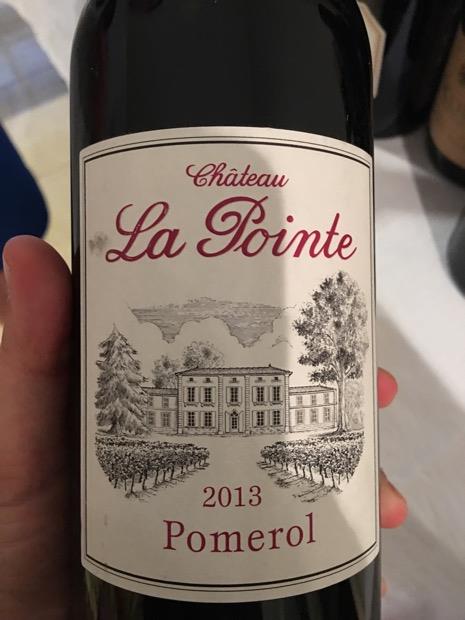 Château
La Pointe
2013
Pomerol